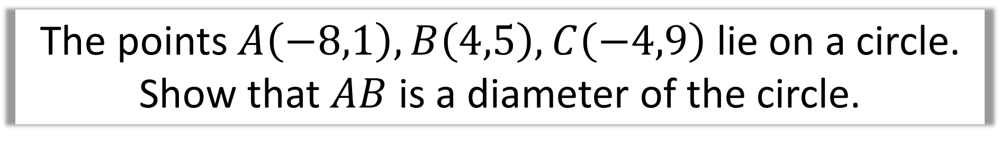 The points A(−8,1), B(4,5), C(−4,9) lie on a circle.
Show that AB is a diameter of the circle.